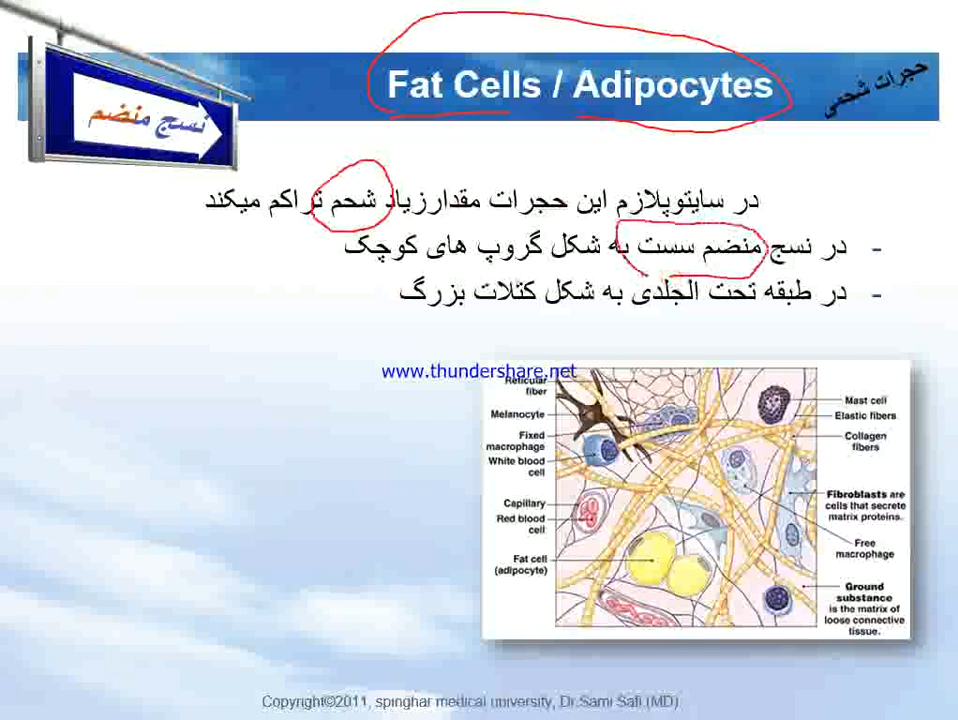 Fat Cells / Adipocytes
حجرات شحمی
نسج منضم
در سایتوپلازم این حجرات مقدارزیاد شحم تراکم میکند
- در نسج منضم سست به شکل گروپ های کوچک
- در طبقه تحت الجلدی به شکل کتلات بزرگ
www.thundershare.net
Reticular
fiber
Melanocyte
Fixed
macrophage
White blood
cell
Capillary
Red blood
cell
Fat cell
(adipocyte)
Mast cell
Elastic fibers
Collagen
fibers
Fibroblasts are
cells that secrete
matrix proteins.
Free
macrophage
Ground
substance
is the matrix of
loose connective
tissue.
Copyright©2011, spinghar medical university, Dr.Sami Safi (MD)